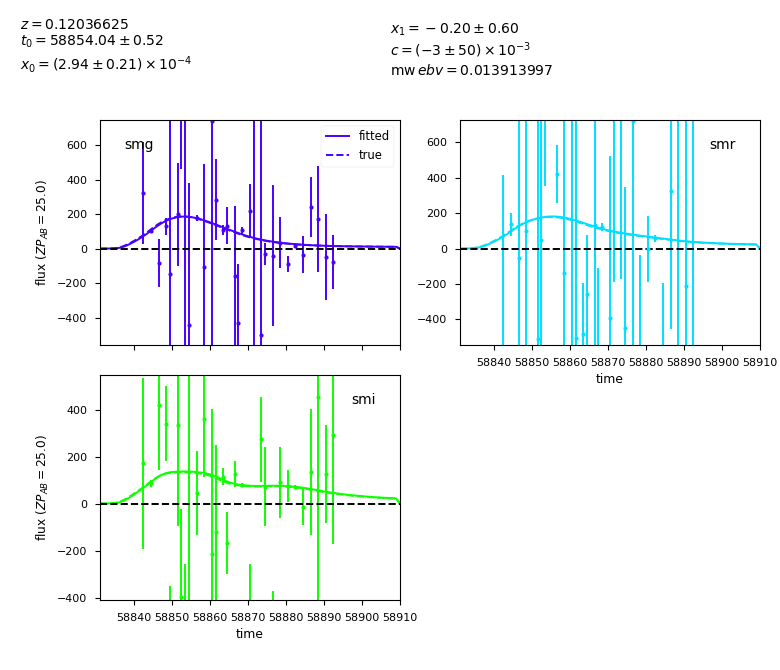 z = 0.12036625
t₀ = 58854.04 ± 0.52
x₀ = (2.94 ± 0.21) × 10⁻⁴
x₁ = −0.20 ± 0.60
c = (−3 ± 50) × 10⁻³
mw ebv = 0.013913997
smg
fitted
true
600
400
200
0
−200
−400
flux (ZP_AB = 25.0)
smr
600
400
200
0
−200
−400
58840 58850 58860 58870 58880 58890 58900 58910
time
smi
400
200
0
−200
−400
flux (ZP_AB = 25.0)
58840 58850 58860 58870 58880 58890 58900 58910
time